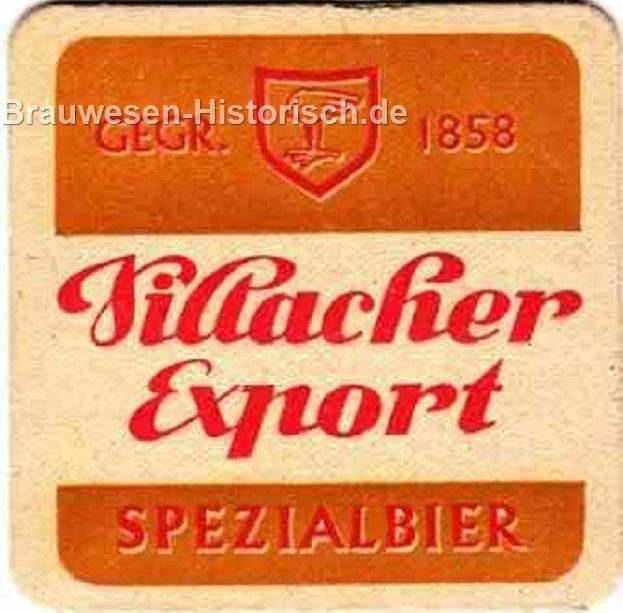 Brauwesen-Historisch.de
GEGR. 1858
Villacher
Export
SPEZIALBIER